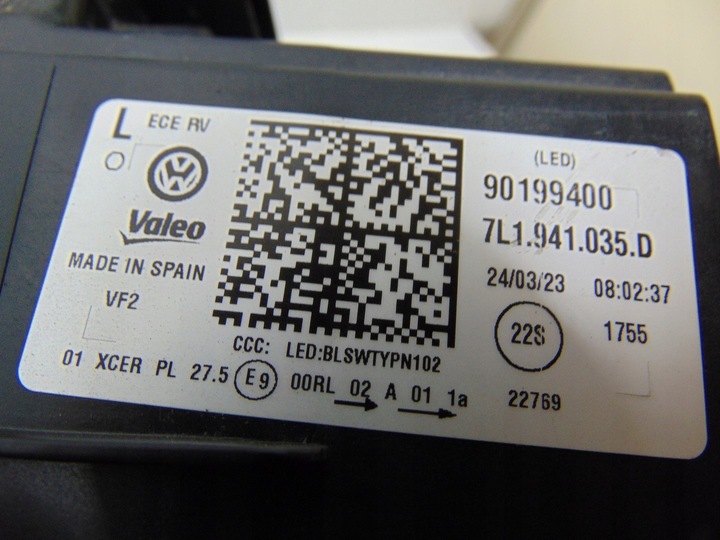 L ECE RV
(LED)
90199400
7L1.941.035.D
Valeo
MADE IN SPAIN
24/03/23 08:02:37
VF2
22S 1755
CCC: LED:BLSWTYPN102
01 XCER PL 27.5 E9 00RL 02 A 01 1a
22769